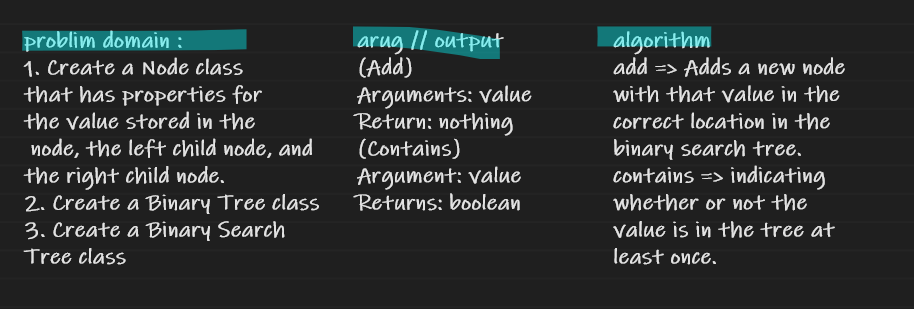 problim domain :
1. Create a Node class
that has properties for
the value stored in the
node, the left child node, and
the right child node.
2. Create a Binary Tree class
3. Create a Binary Search
Tree class
arug // output
(Add)
Arguments: value
Return: nothing
(Contains)
Argument: value
Returns: boolean
algorithm
add => Adds a new node
with that value in the
correct location in the
binary search tree.
contains => indicating
whether or not the
value is in the tree at
least once.